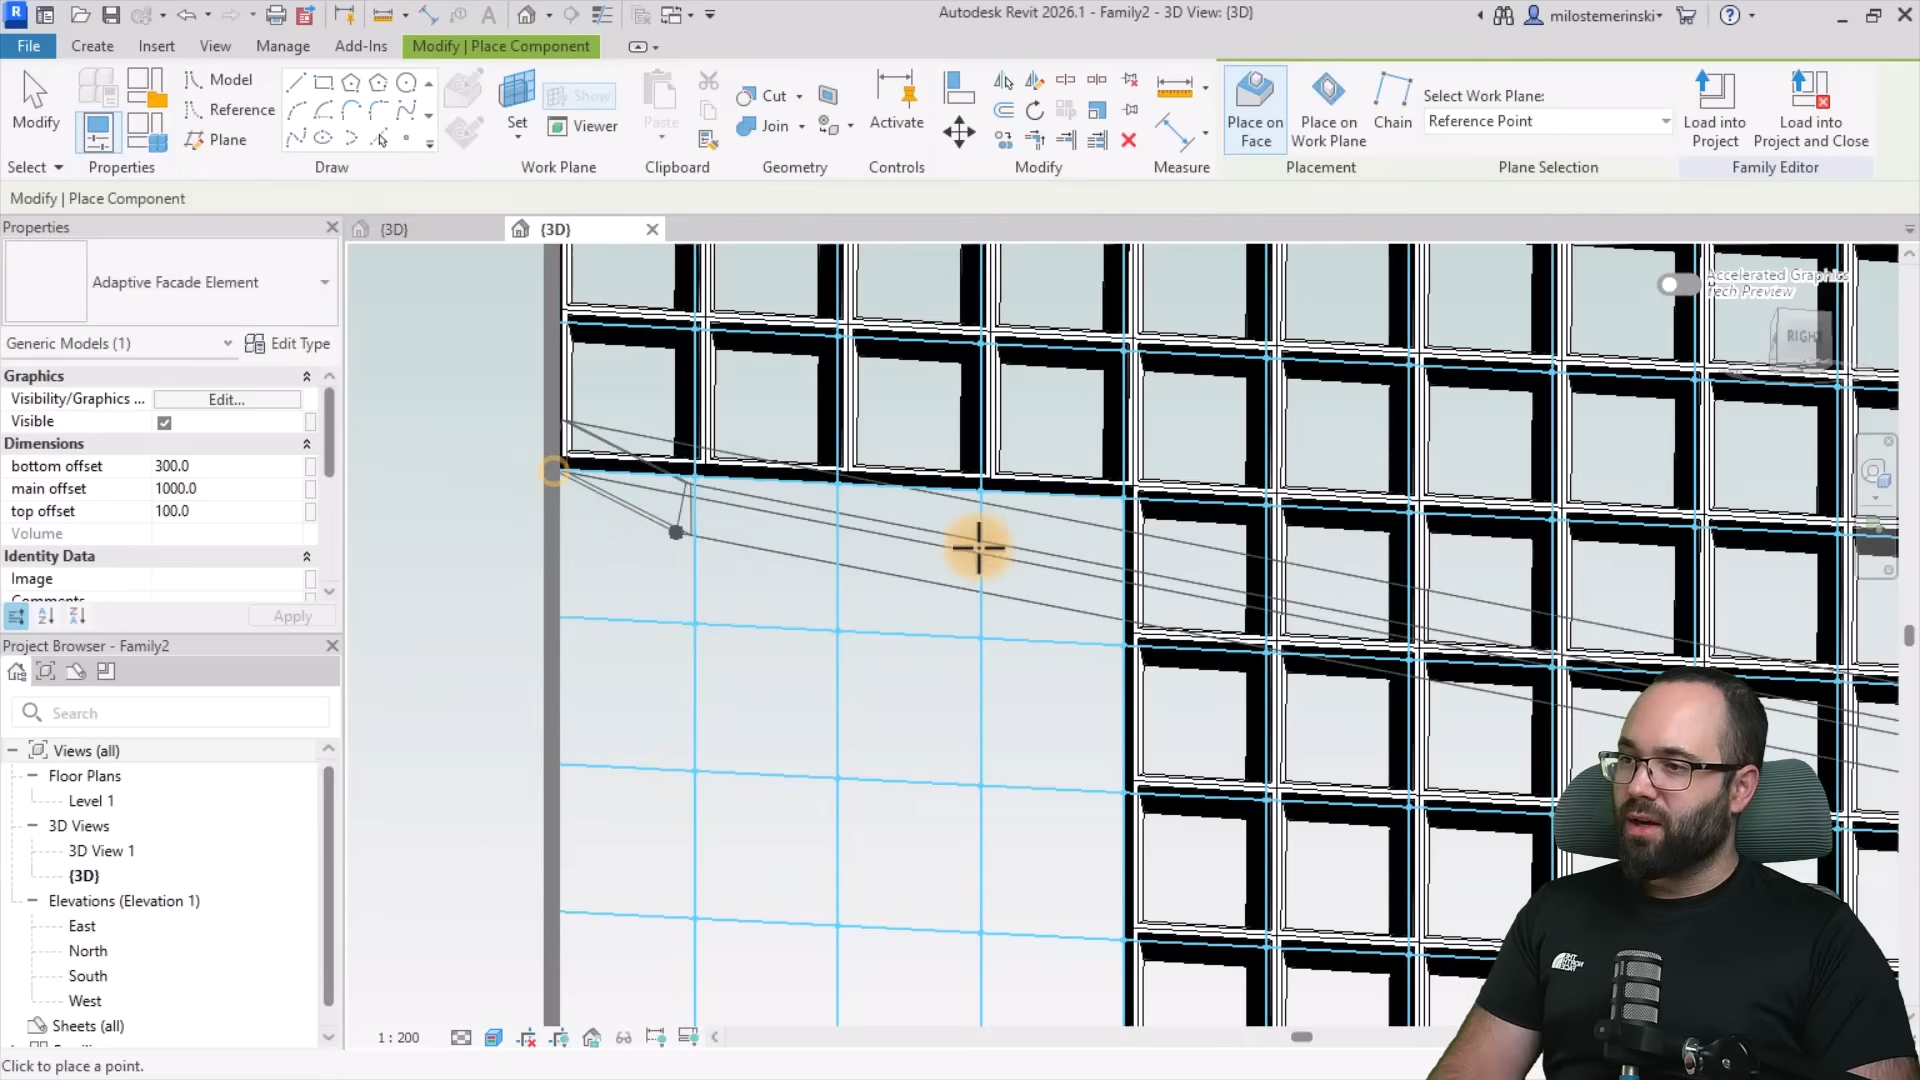 Autodesk Revit 2026.1 - Family2 - 3D View: {3D}
milostemerinski
File
Create
Insert
View
Manage
Add-Ins
Modify | Place Component
Modify
Model
Reference
Plane
Set
Show
Viewer
Paste
Cut
Join
Activate
Place on
Face
Place on
Work Plane
Chain
Select Work Plane:
Reference Point
Load into
Project
Load into
Project and Close
Select
Properties
Draw
Work Plane
Clipboard
Geometry
Controls
Modify
Measure
Placement
Plane Selection
Family Editor
Modify | Place Component
Properties
{3D}
{3D}
Adaptive Facade Element
Generic Models (1)
Edit Type
Graphics
Visibility/Graphics ...
Edit...
Visible
Dimensions
bottom offset
300.0
main offset
1000.0
top offset
100.0
Volume
Identity Data
Image
Apply
Project Browser - Family2
Search
Views (all)
Floor Plans
Level 1
3D Views
3D View 1
{3D}
Elevations (Elevation 1)
East
North
South
West
Sheets (all)
Accelerated Graphics
Tech Preview
RIGHT
1 : 200
THE
NORTH
FACE
Click to place a point.